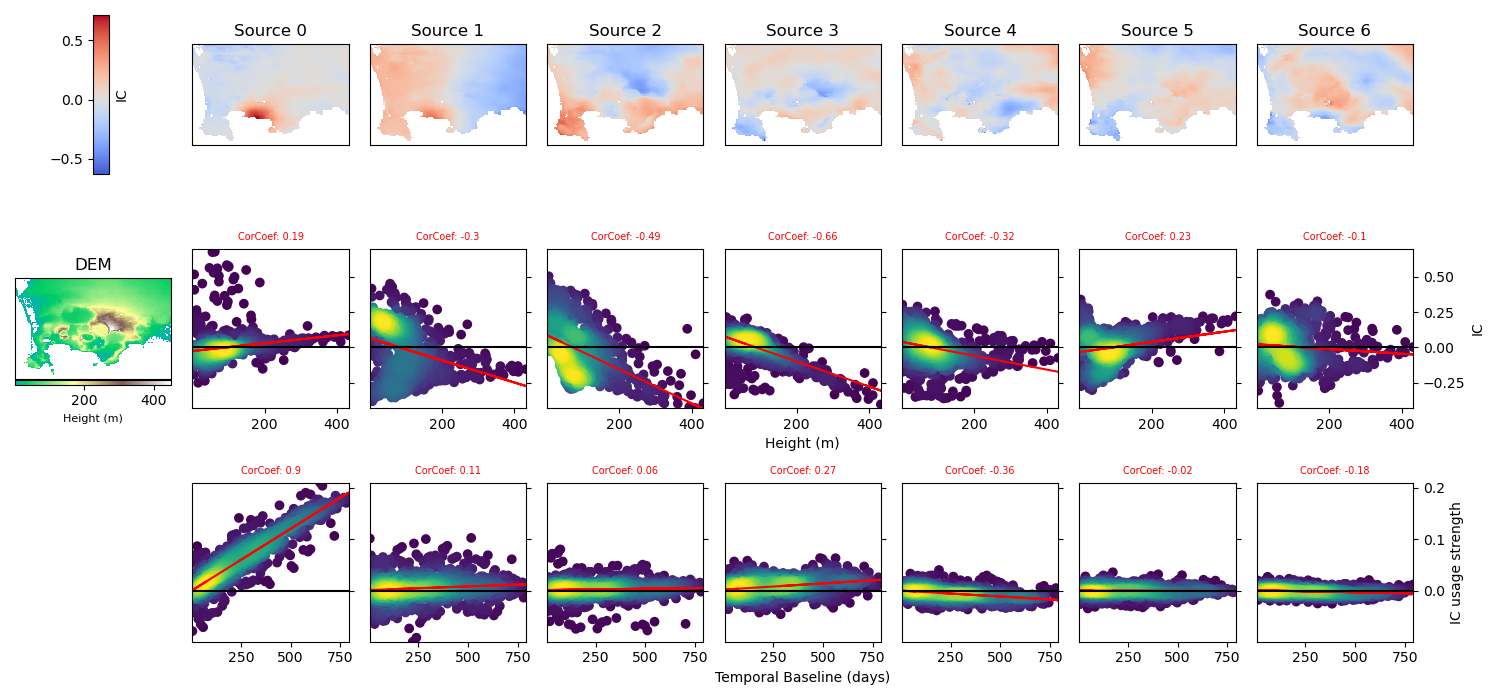 Source 0 Source 1 Source 2 Source 3 Source 4 Source 5 Source 6
0.5
0.0
−0.5
IC
CorCoef: 0.19 CorCoef: -0.3 CorCoef: -0.49 CorCoef: -0.66 CorCoef: -0.32 CorCoef: 0.23 CorCoef: -0.1
DEM
200 400
Height (m)
0.50
0.25
0.00
−0.25
IC
200 400 200 400 200 400 200 400 200 400 200 400 200 400
Height (m)
CorCoef: 0.9 CorCoef: 0.11 CorCoef: 0.06 CorCoef: 0.27 CorCoef: -0.36 CorCoef: -0.02 CorCoef: -0.18
0.2
0.1
0.0
IC usage strength
250 500 750 250 500 750 250 500 750 250 500 750 250 500 750 250 500 750 250 500 750
Temporal Baseline (days)